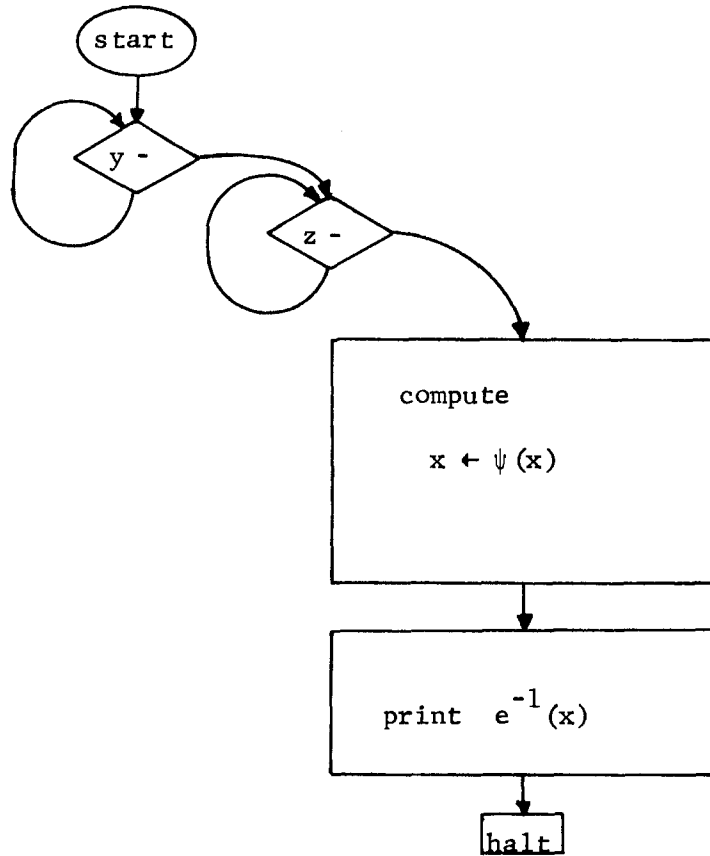 start
y -
z -
compute
x ← ψ(x)
print e⁻¹(x)
halt